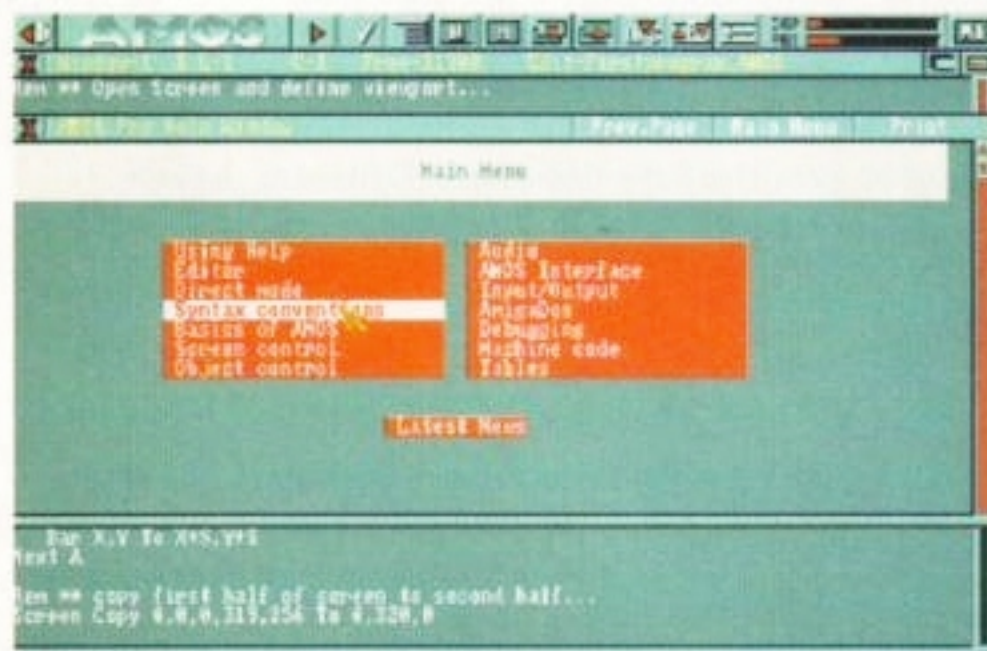 AMOS
Rem ** Open Screen and define viewport...
Prev.Page Main Menu Print
Main Menu
Using Help
Editor
Direct mode
Syntax conventions
Basics of AMOS
Screen control
Object control
Audio
AMOS Interface
Input/Output
AmigaDos
Debugging
Machine code
Tables
Latest News
Bar X,Y To X+S,Y+S
Next A
Rem ** copy first half of screen to second half...
Screen Copy 4,0,0,319,256 To 4,320,0